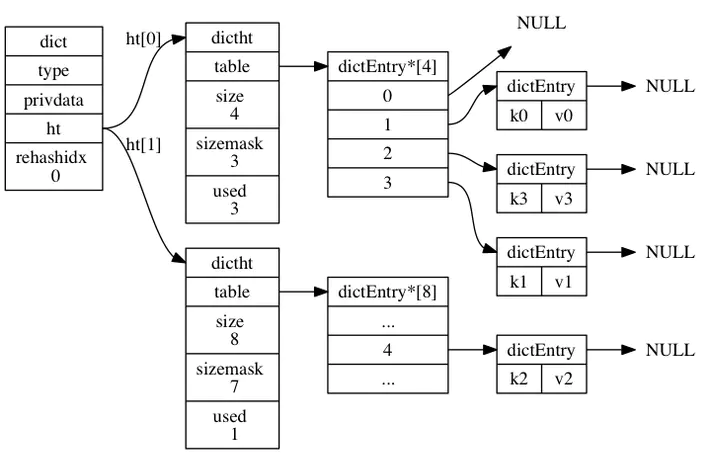 dict
type
privdata
ht
rehashidx
0
ht[0]
ht[1]
dictht
table
size
4
sizemask
3
used
3
dictEntry*[4]
0
1
2
3
NULL
dictEntry
k0 v0
NULL
dictEntry
k3 v3
NULL
dictEntry
k1 v1
NULL
dictht
table
size
8
sizemask
7
used
1
dictEntry*[8]
...
4
...
dictEntry
k2 v2
NULL